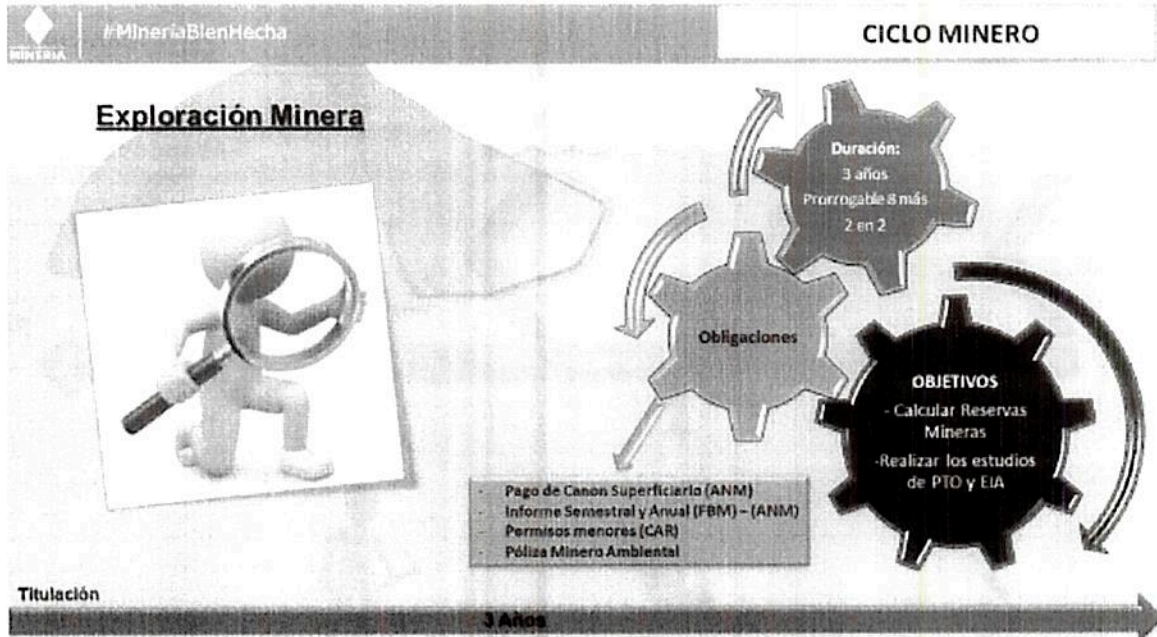 MINERÍA
#MineríaBienHecha
CICLO MINERO
Exploración Minera
Duración:
3 años
Prorrogable 8 más
2 en 2
Obligaciones
OBJETIVOS
- Calcular Reservas
Mineras
-Realizar los estudios
de PTO y EIA
- Pago de Canon Superficiario (ANM)
- Informe Semestral y Anual (FBM) – (ANM)
- Permisos menores (CAR)
- Póliza Minero Ambiental
Titulación
3 Años